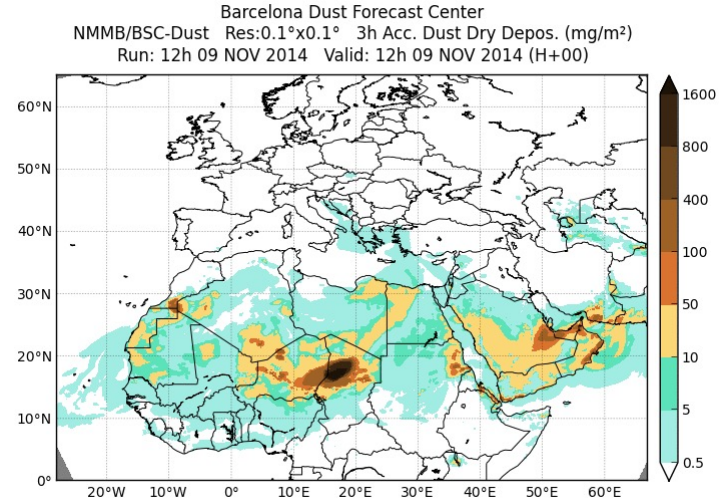 Barcelona Dust Forecast Center
NMMB/BSC-Dust Res:0.1°x0.1° 3h Acc. Dust Dry Depos. (mg/m²)
Run: 12h 09 NOV 2014 Valid: 12h 09 NOV 2014 (H+00)
1600
60°N
800
50°N
400
40°N
100
30°N
50
20°N
10
10°N
5
0°
0.5
20°W 10°W 0° 10°E 20°E 30°E 40°E 50°E 60°E